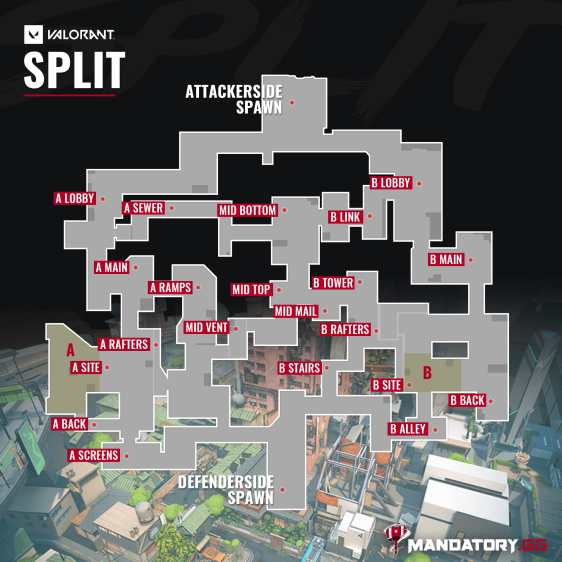 VALORANT
SPLIT
ATTACKERSIDE
SPAWN
B LOBBY
A LOBBY
A SEWER
MID BOTTOM
B LINK
B MAIN
A MAIN
A RAMPS
MID TOP
B TOWER
MID MAIL
MID VENT
B RAFTERS
A RAFTERS
A
A SITE
B STAIRS
B
B SITE
B BACK
A BACK
B ALLEY
A SCREENS
DEFENDERSIDE
SPAWN
MANDATORY.GG